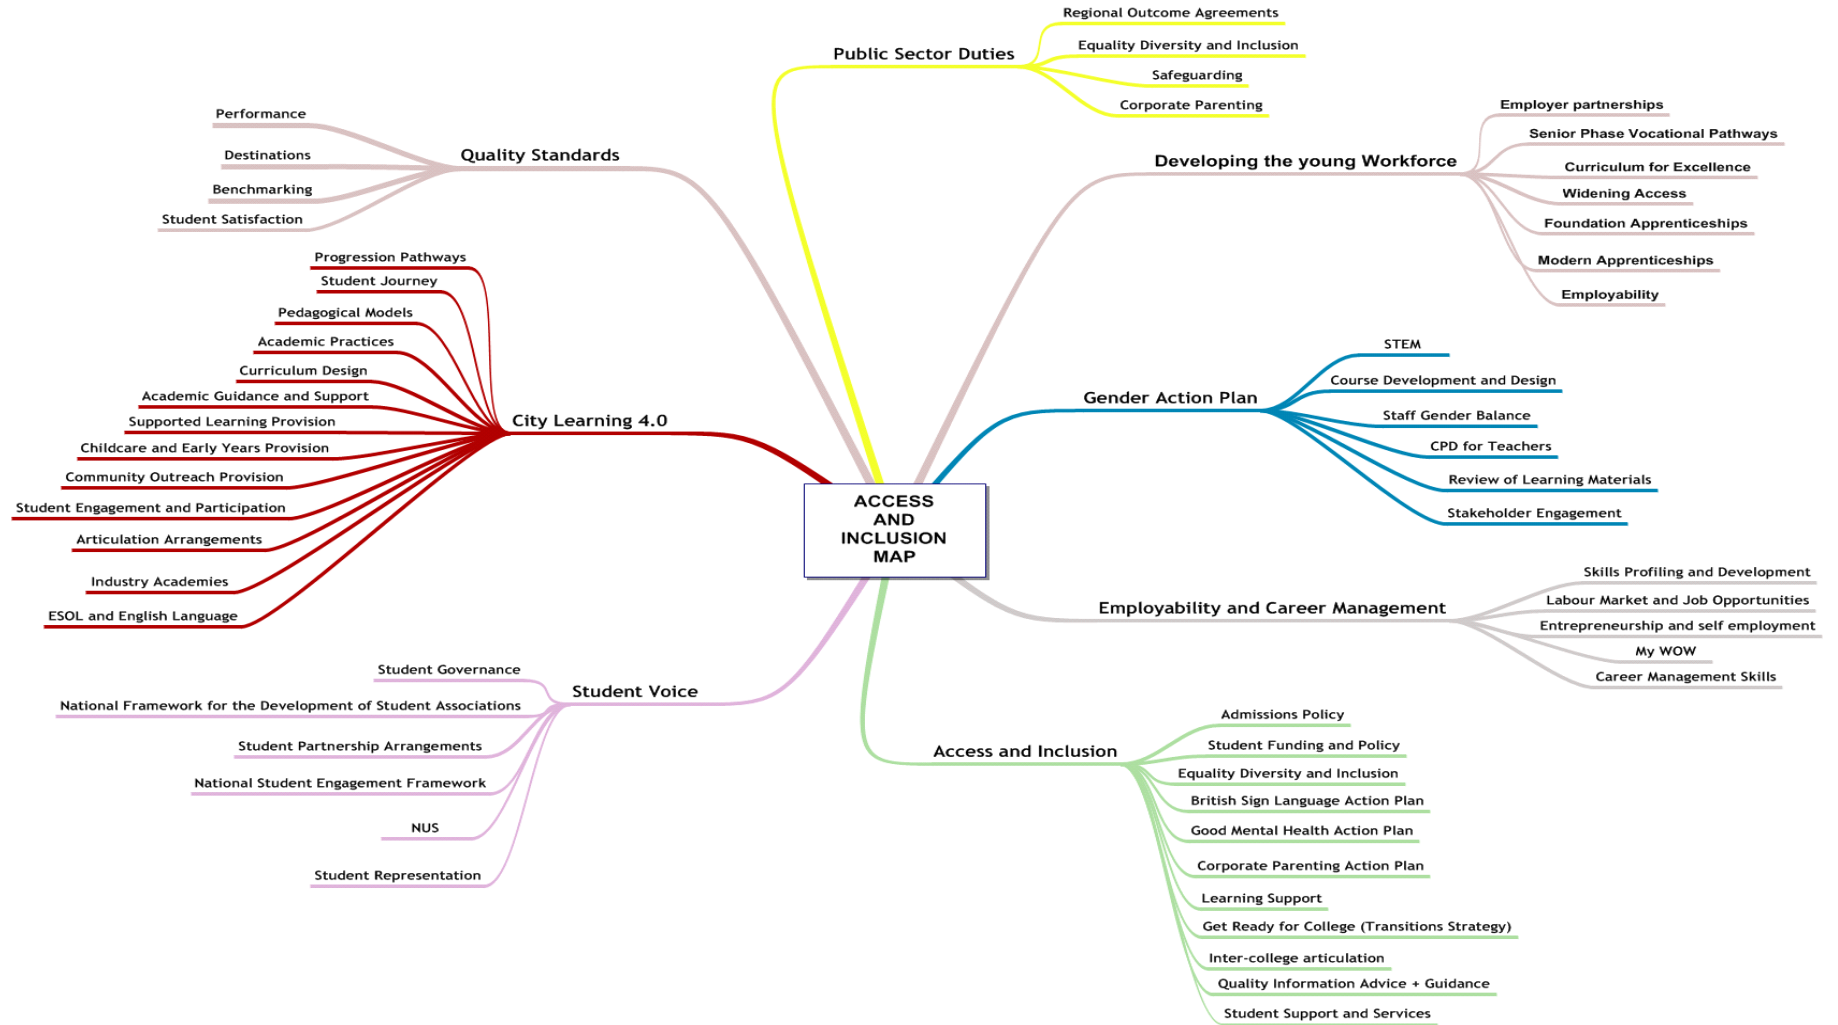 ACCESS
AND
INCLUSION
MAP
Public Sector Duties
Regional Outcome Agreements
Equality Diversity and Inclusion
Safeguarding
Corporate Parenting
Developing the young Workforce
Employer partnerships
Senior Phase Vocational Pathways
Curriculum for Excellence
Widening Access
Foundation Apprenticeships
Modern Apprenticeships
Employability
Gender Action Plan
STEM
Course Development and Design
Staff Gender Balance
CPD for Teachers
Review of Learning Materials
Stakeholder Engagement
Employability and Career Management
Skills Profiling and Development
Labour Market and Job Opportunities
Entrepreneurship and self employment
My WOW
Career Management Skills
Access and Inclusion
Admissions Policy
Student Funding and Policy
Equality Diversity and Inclusion
British Sign Language Action Plan
Good Mental Health Action Plan
Corporate Parenting Action Plan
Learning Support
Get Ready for College (Transitions Strategy)
Inter-college articulation
Quality Information Advice + Guidance
Student Support and Services
Quality Standards
Performance
Destinations
Benchmarking
Student Satisfaction
City Learning 4.0
Progression Pathways
Student Journey
Pedagogical Models
Academic Practices
Curriculum Design
Academic Guidance and Support
Supported Learning Provision
Childcare and Early Years Provision
Community Outreach Provision
Student Engagement and Participation
Articulation Arrangements
Industry Academies
ESOL and English Language
Student Voice
Student Governance
National Framework for the Development of Student Associations
Student Partnership Arrangements
National Student Engagement Framework
NUS
Student Representation